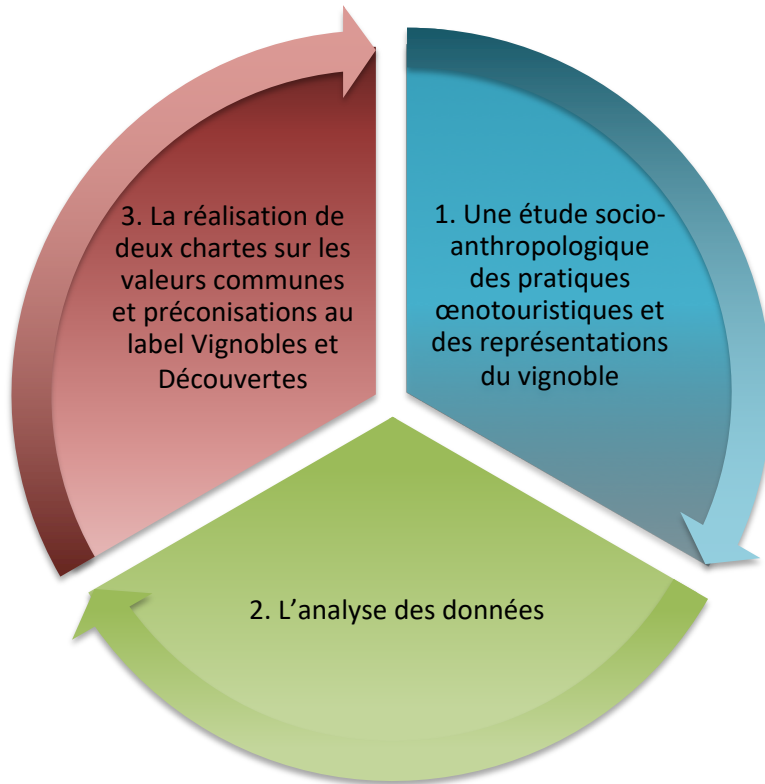 1. Une étude socio-
anthropologique
des pratiques
œnotouristiques et
des représentations
du vignoble
2. L’analyse des données
3. La réalisation de
deux chartes sur les
valeurs communes
et préconisations au
label Vignobles et
Découvertes